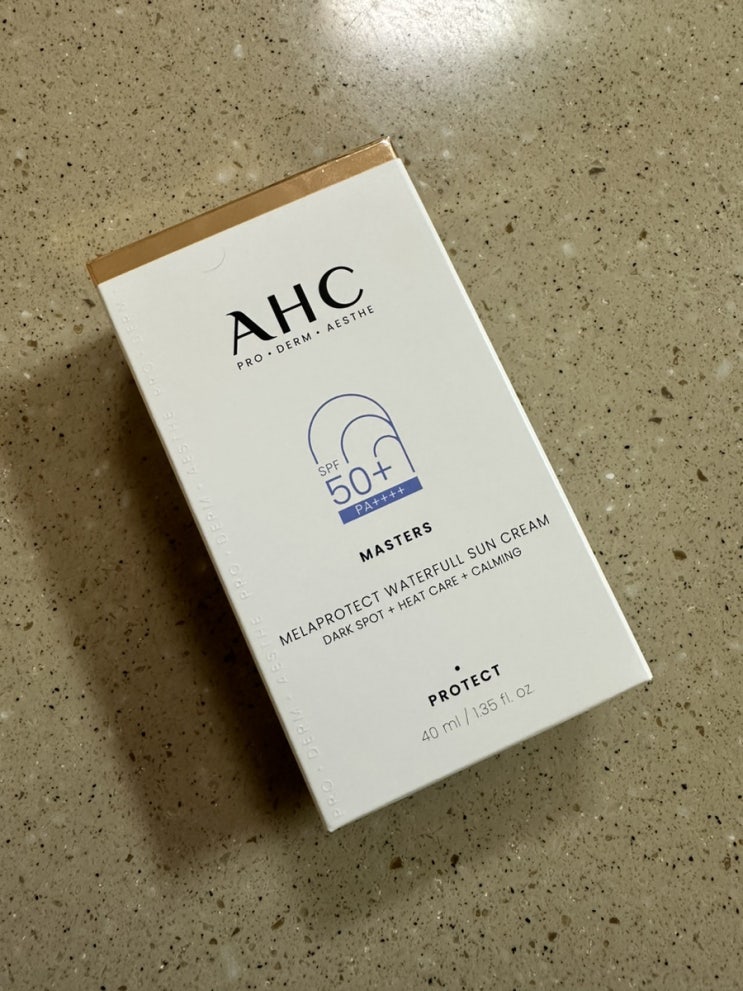 AHC
PRO • DERM • AESTHE
SPF
50+
PA++++
MASTERS
MELAPROTECT WATERFULL SUN CREAM
DARK SPOT + HEAT CARE + CALMING
PROTECT
40 ml / 1.35 fl. oz.
PRO • DERM • AESTHE PRO • DERM • AESTHE PRO • DERM